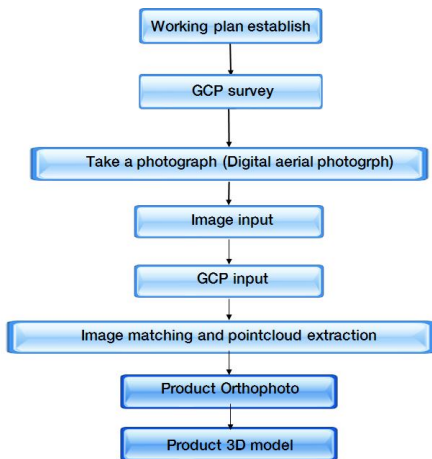 Working plan establish
GCP survey
Take a photograph (Digital aerial photogrph)
Image input
GCP input
Image matching and pointcloud extraction
Product Orthophoto
Product 3D model